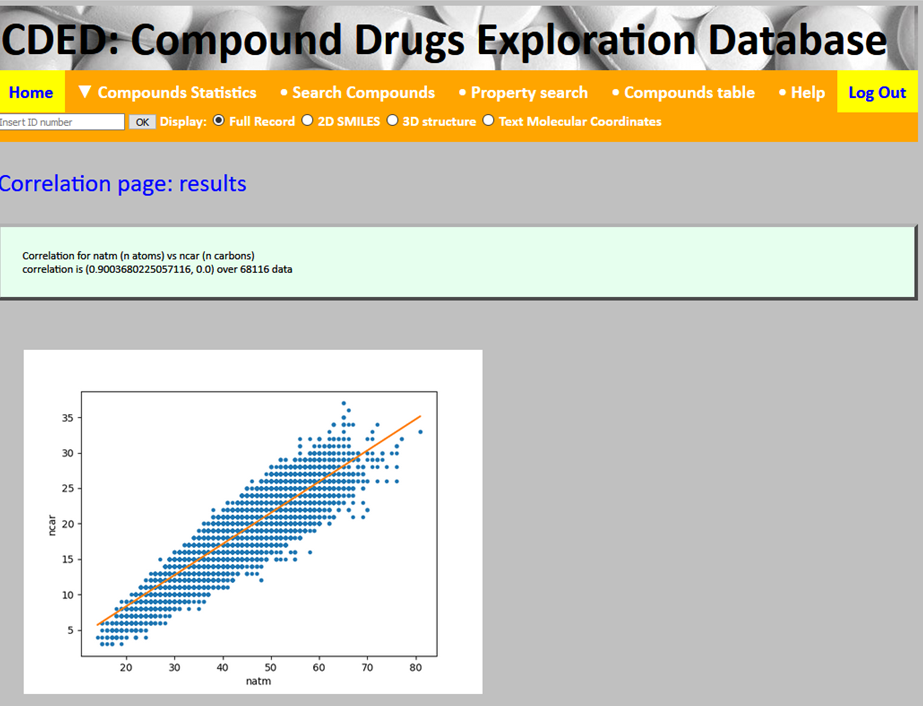 CDED: Compound Drugs Exploration Database
Home ▼ Compounds Statistics • Search Compounds • Property search • Compounds table • Help Log Out
Insert ID number OK Display: Full Record 2D SMILES 3D structure Text Molecular Coordinates
Correlation page: results
Correlation for natm (n atoms) vs ncar (n carbons)
correlation is (0.9003680225057116, 0.0) over 68116 data
35
30
25
20
15
10
5
ncar
20 30 40 50 60 70 80
natm